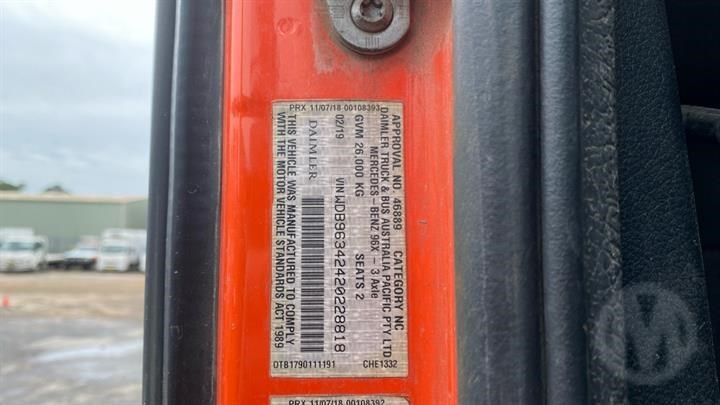 PRX 11/07/18 00108393
APPROVAL NO. 46889 CATEGORY NC
DAIMLER TRUCK & BUS AUSTRALIA PACIFIC PTY LTD
MERCEDES-BENZ 96X - 3 Axle
GVM 26,000 KG SEATS 2
02/19 VIN WDB96342420228818
DAIMLER
THIS VEHICLE WAS MANUFACTURED TO COMPLY
WITH THE MOTOR VEHICLE STANDARDS ACT 1989
DTB1790111191 CHE1332
PRX 11/07/18 00108392
M